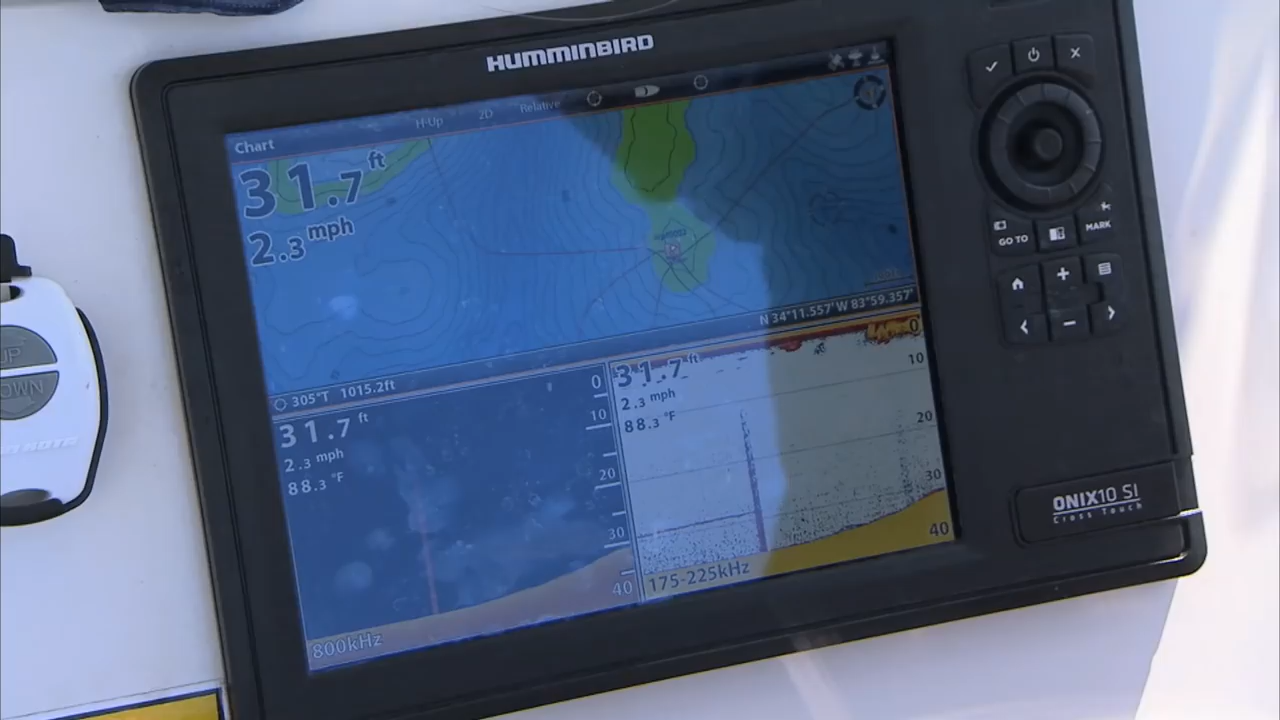 HUMMINBIRD
Chart
H-Up
2D
Relative
31.7 ft
2.3 mph
N 34°11.557' W 83°59.357'
305°T 1015.2ft
31.7 ft
2.3 mph
88.3 °F
0
10
20
30
40
800kHz
31.7 ft
2.3 mph
88.3 °F
0
10
20
30
40
175-225kHz
GO TO
MARK
ONIX10 SI
Cross Touch
UP
DOWN